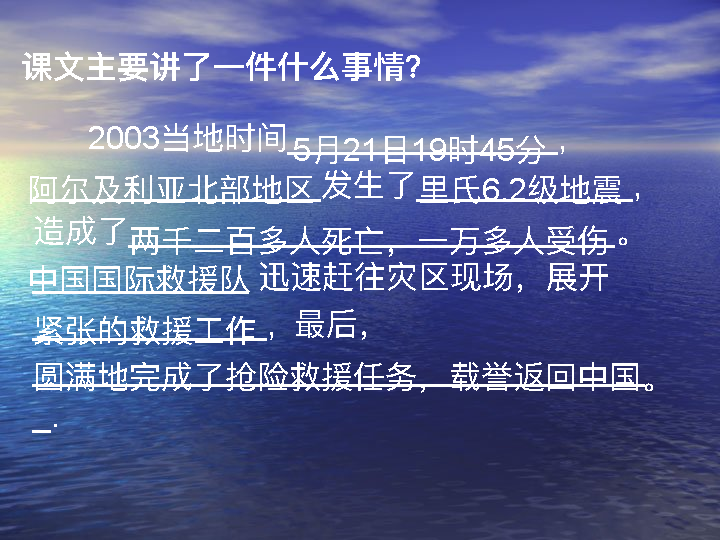 课文主要讲了一件什么事情?
2003当地时间 5月21日19时45分 ,
阿尔及利亚北部地区 发生了 里氏6.2级地震 ,
造成了 两千二百多人死亡，一万多人受伤 。
中国国际救援队 迅速赶往灾区现场，展开
紧张的救援工作 ，最后，
圆满地完成了抢险救援任务，载誉返回中国。
_.